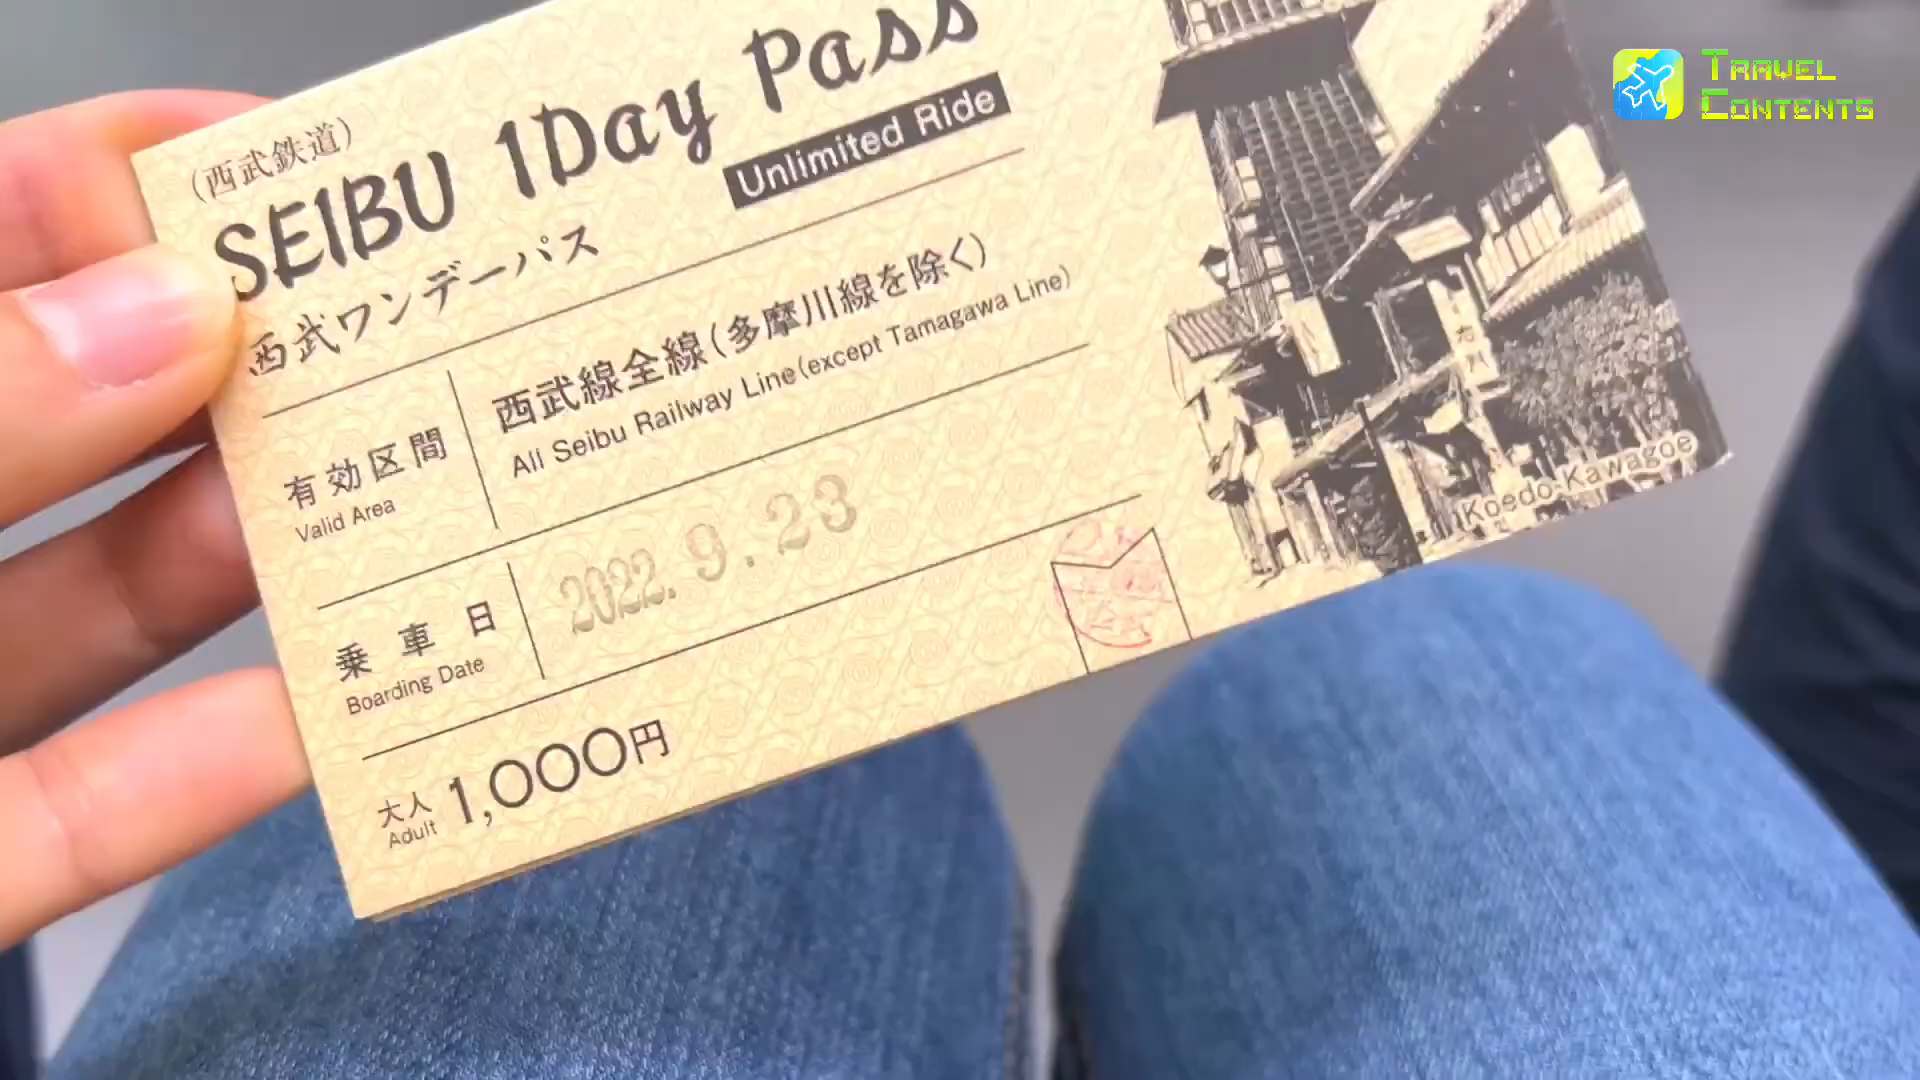 (西武鉄道)
SEIBU 1Day Pass
Unlimited Ride
西武ワンデーパス
有効区間
Valid Area
西武線全線(多摩川線を除く)
All Seibu Railway Line(except Tamagawa Line)
乗車日
Boarding Date
2022.9.23
大人
Adult
1,000円
Koedo-Kawagoe
TRAVEL
CONTENTS